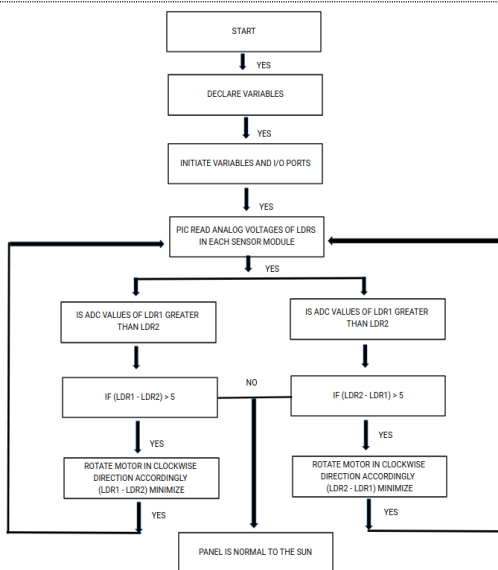 START
YES
DECLARE VARIABLES
YES
INITIATE VARIABLES AND I/O PORTS
YES
PIC READ ANALOG VOLTAGES OF LDRS
IN EACH SENSOR MODULE
YES
IS ADC VALUES OF LDR1 GREATER
THAN LDR2
IS ADC VALUES OF LDR1 GREATER
THAN LDR2
IF (LDR1 - LDR2) > 5
NO
IF (LDR2 - LDR1) > 5
YES
YES
ROTATE MOTOR IN CLOCKWISE
DIRECTION ACCORDINGLY
(LDR1 - LDR2) MINIMIZE
ROTATE MOTOR IN CLOCKWISE
DIRECTION ACCORDINGLY
(LDR2 - LDR1) MINIMIZE
YES
YES
PANEL IS NORMAL TO THE SUN